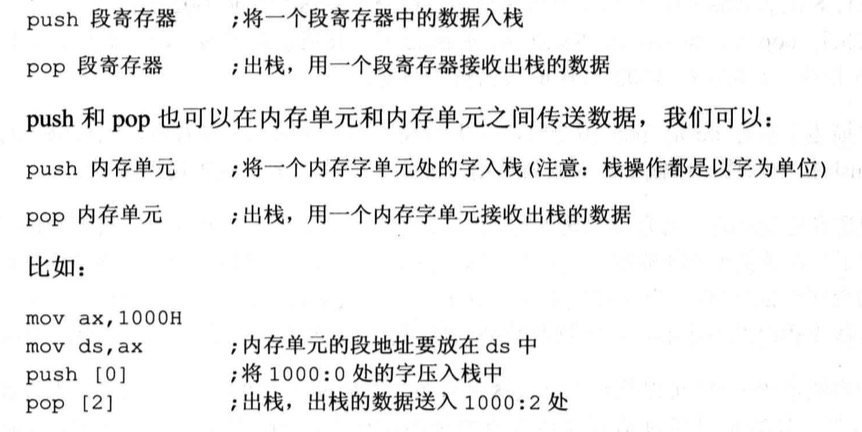 push 段寄存器 ;将一个段寄存器中的数据入栈
pop 段寄存器 ;出栈，用一个段寄存器接收出栈的数据
push 和 pop 也可以在内存单元和内存单元之间传送数据，我们可以：
push 内存单元 ;将一个内存字单元处的字入栈(注意：栈操作都是以字为单位)
pop 内存单元 ;出栈，用一个内存字单元接收出栈的数据
比如：
mov ax,1000H
mov ds,ax ;内存单元的段地址要放在 ds 中
push [0] ;将 1000:0 处的字压入栈中
pop [2] ;出栈，出栈的数据送入 1000:2 处